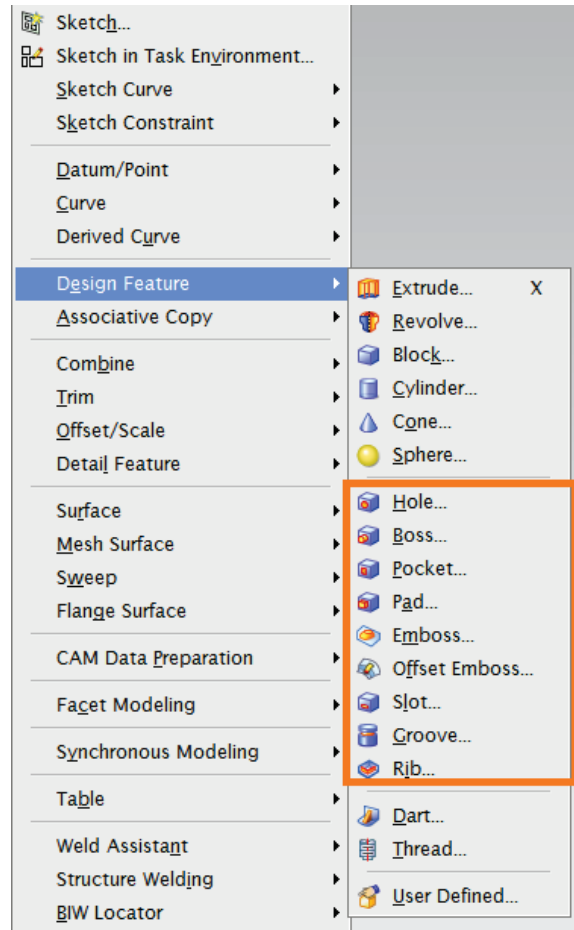 Sketch...
Sketch in Task Environment...
Sketch Curve
Sketch Constraint
Datum/Point
Curve
Derived Curve
Design Feature
Associative Copy
Combine
Trim
Offset/Scale
Detail Feature
Surface
Mesh Surface
Sweep
Flange Surface
CAM Data Preparation
Facet Modeling
Synchronous Modeling
Table
Weld Assistant
Structure Welding
BIW Locator
Extrude... X
Revolve...
Block...
Cylinder...
Cone...
Sphere...
Hole...
Boss...
Pocket...
Pad...
Emboss...
Offset Emboss...
Slot...
Groove...
Rib...
Dart...
Thread...
User Defined...